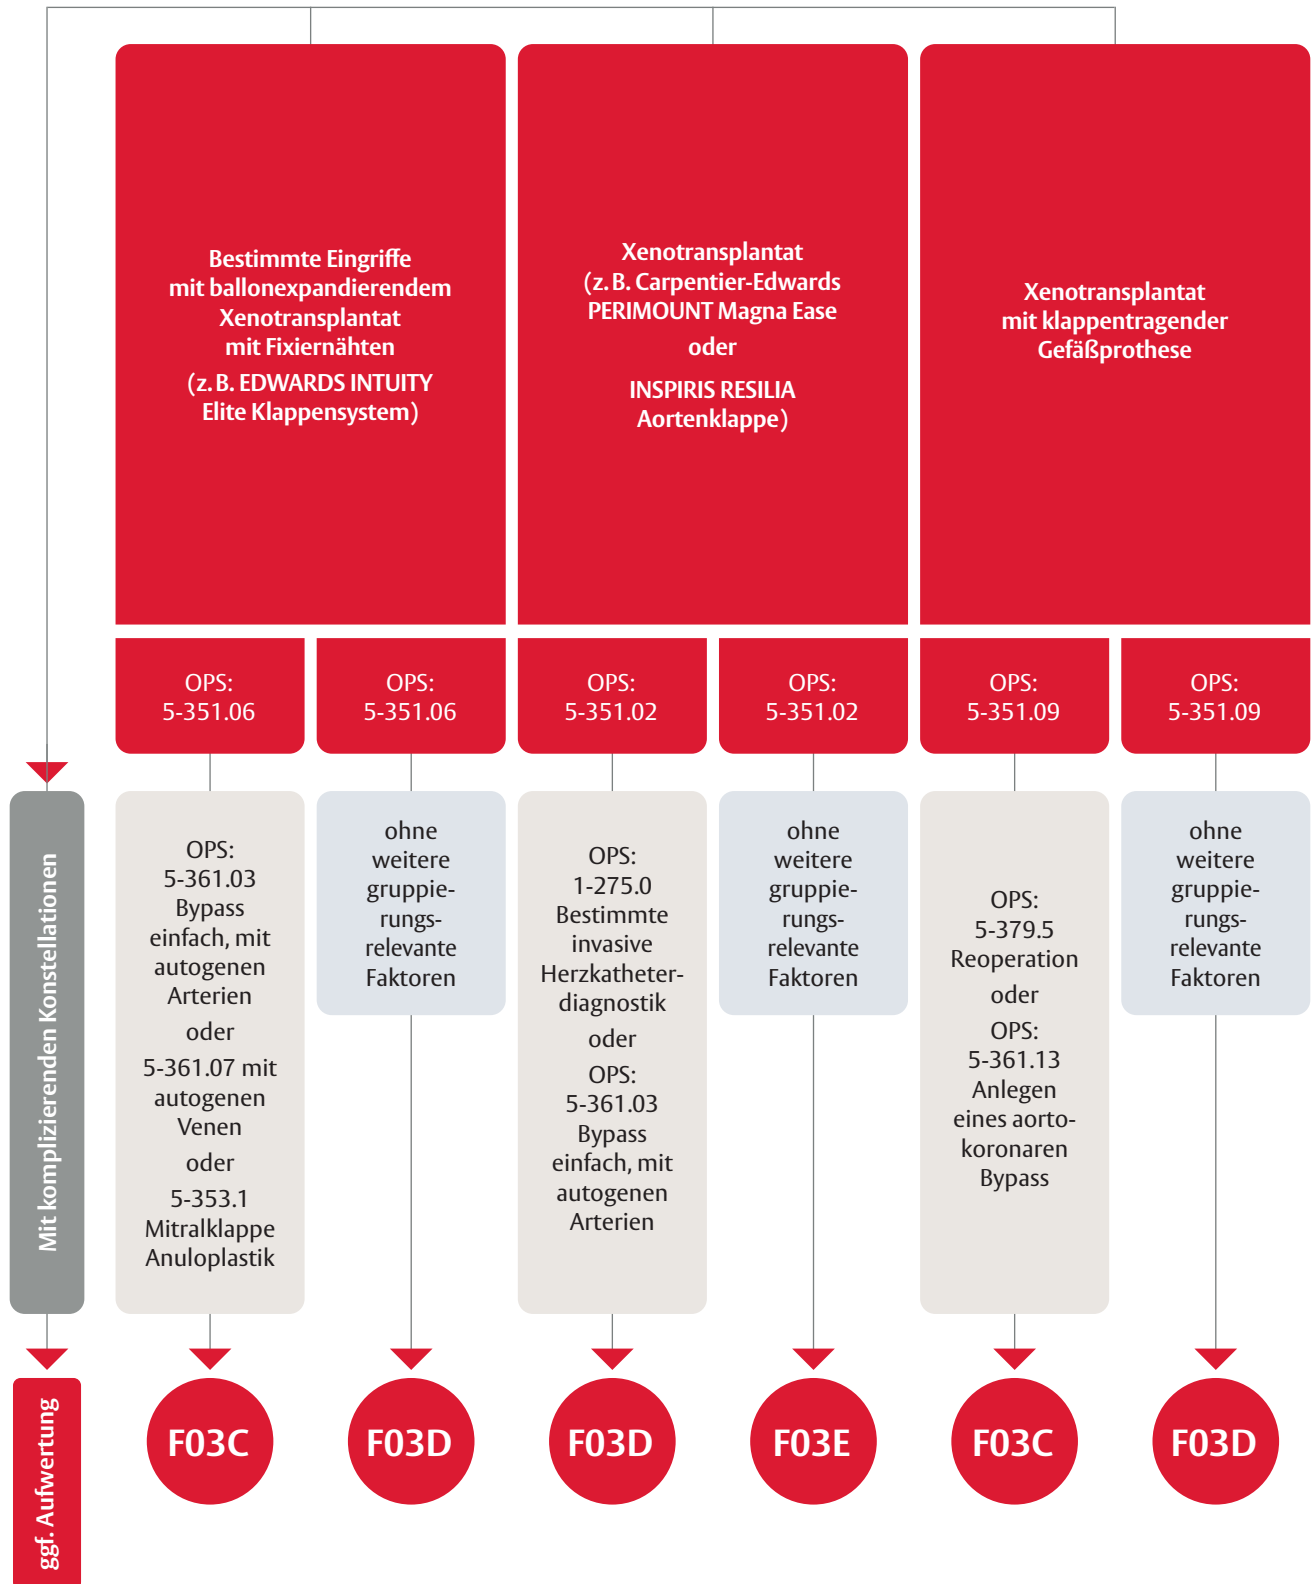 Bestimmte Eingriffe
mit ballonexpandierendem
Xenotransplantat
mit Fixiernähten
(z. B. EDWARDS INTUITY
Elite Klappensystem)
Xenotransplantat
(z. B. Carpentier-Edwards
PERIMOUNT Magna Ease
oder
INSPIRIS RESILIA
Aortenklappe)
Xenotransplantat
mit klappentragender
Gefäßprothese
OPS:
5-351.06
OPS:
5-351.06
OPS:
5-351.02
OPS:
5-351.02
OPS:
5-351.09
OPS:
5-351.09
Mit komplizierenden Konstellationen
OPS:
5-361.03
Bypass
einfach, mit
autogenen
Arterien
oder
5-361.07 mit
autogenen
Venen
oder
5-353.1
Mitralklappe
Anuloplastik
ohne
weitere
gruppie-
rungs-
relevante
Faktoren
OPS:
1-275.0
Bestimmte
invasive
Herzkatheter-
diagnostik
oder
OPS:
5-361.03
Bypass
einfach, mit
autogenen
Arterien
ohne
weitere
gruppie-
rungs-
relevante
Faktoren
OPS:
5-379.5
Reoperation
oder
OPS:
5-361.13
Anlegen
eines aorto-
koronaren
Bypass
ohne
weitere
gruppie-
rungs-
relevante
Faktoren
ggf. Aufwertung
F03C
F03D
F03D
F03E
F03C
F03D